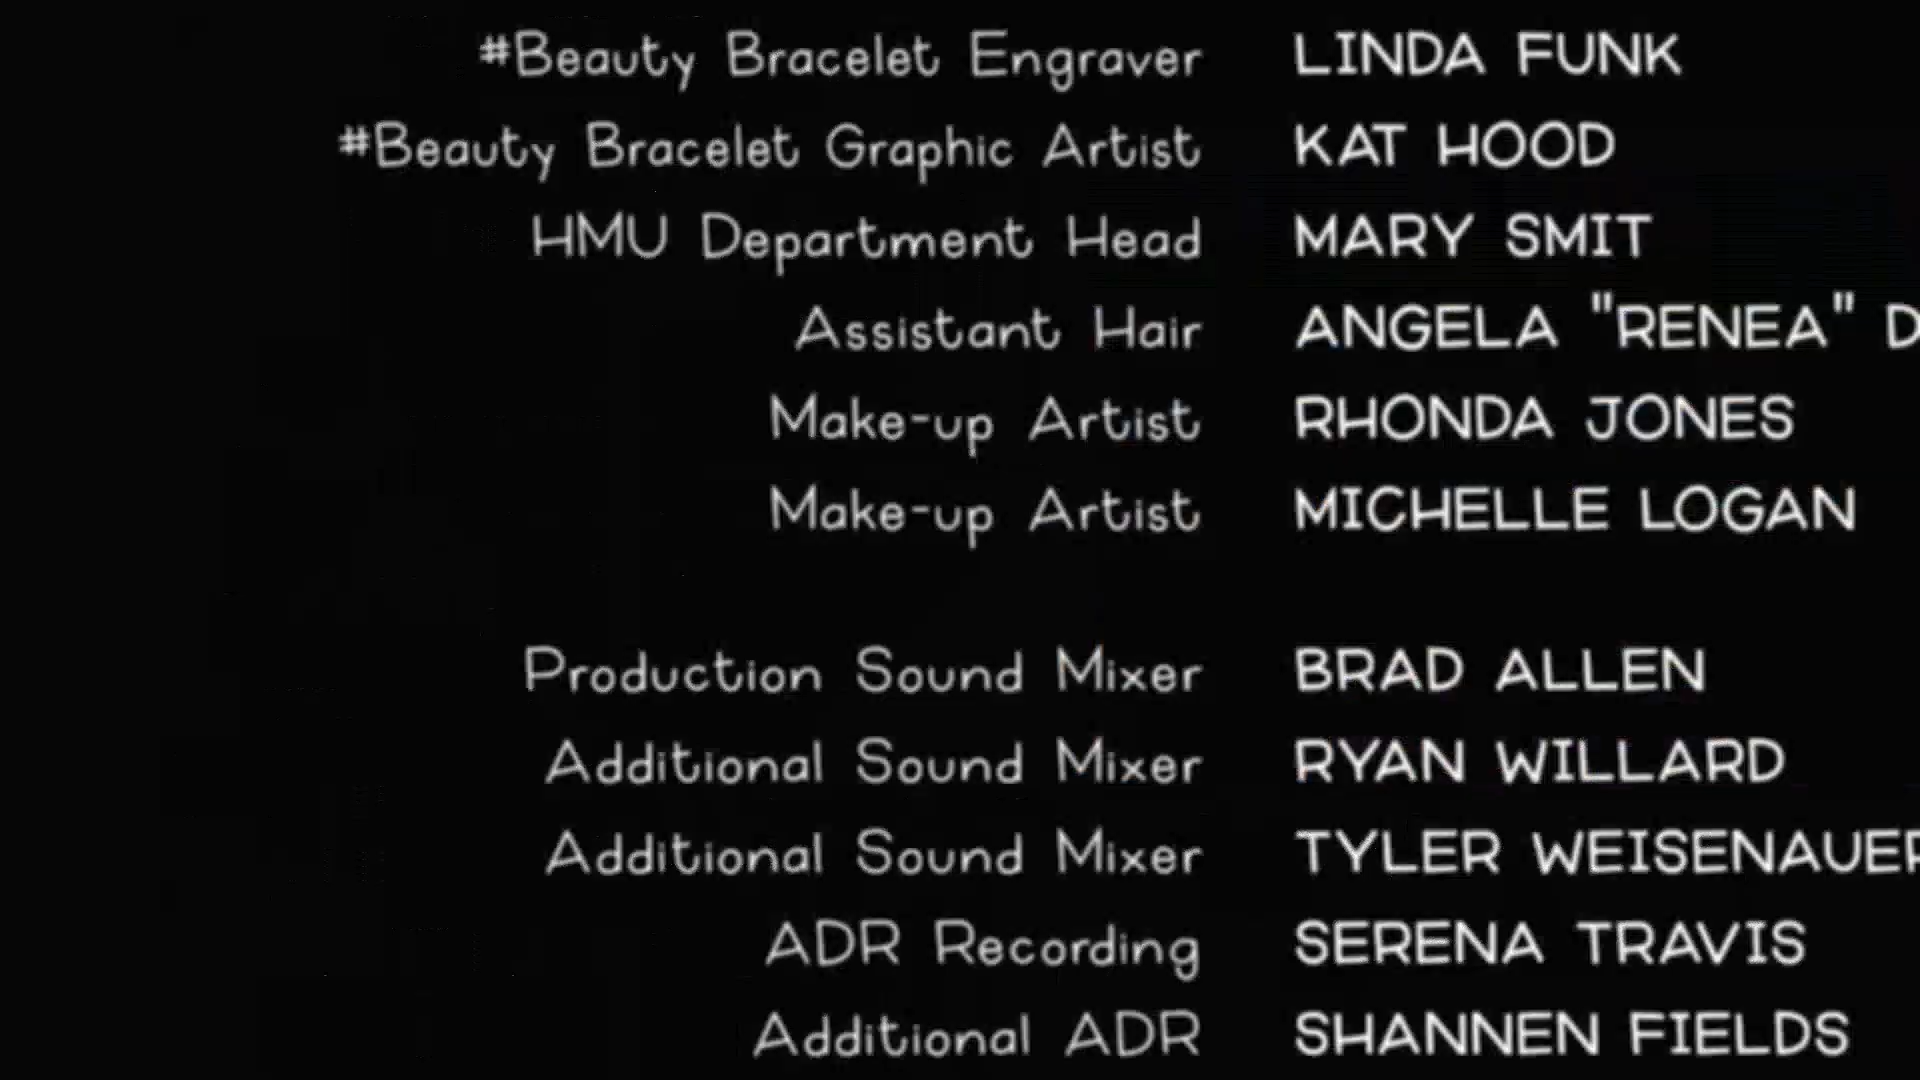 #Beauty Bracelet Engraver LINDA FUNK
#Beauty Bracelet Graphic Artist KAT HOOD
HMU Department Head MARY SMIT
Assistant Hair ANGELA "RENEA" D
Make-up Artist RHONDA JONES
Make-up Artist MICHELLE LOGAN
Production Sound Mixer BRAD ALLEN
Additional Sound Mixer RYAN WILLARD
Additional Sound Mixer TYLER WEISENAUER
ADR Recording SERENA TRAVIS
Additional ADR SHANNEN FIELDS